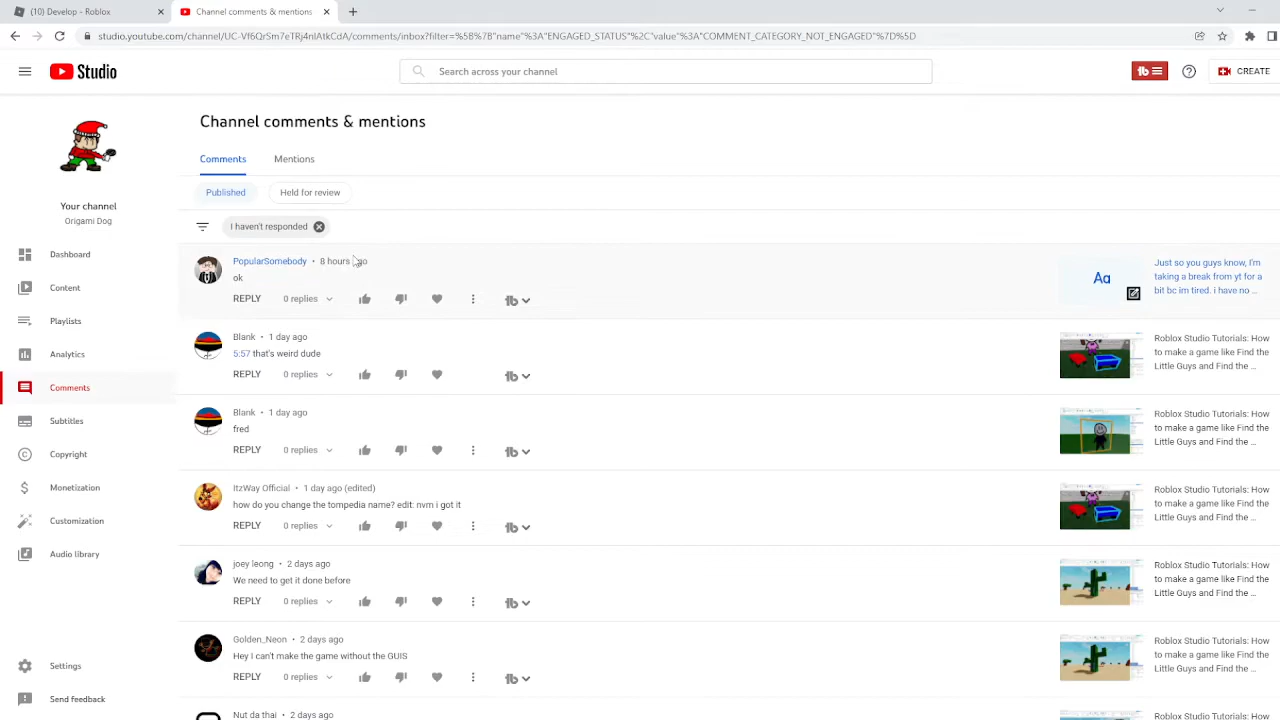 (10) Develop - Roblox
Channel comments & mentions
studio.youtube.com/channel/UC-Vf6QrSm7eTRj4nIAtkCdA/comments/inbox?filter=%5B%7B"name"%3A"ENGAGED_STATUS"%2C"value"%3A"COMMENT_CATEGORY_NOT_ENGAGED"%7D%5D
Studio
Search across your channel
CREATE
Channel comments & mentions
Comments
Mentions
Published
Held for review
I haven't responded
Your channel
Origami Dog
Dashboard
Content
Playlists
Analytics
Comments
Subtitles
Copyright
Monetization
Customization
Audio library
Settings
Send feedback
PopularSomebody • 8 hours ago
ok
REPLY 0 replies
Aa
Just so you guys know, I'm
taking a break from yt for a
bit bc im tired. i have no ...
Blank • 1 day ago
5:57 that's weird dude
REPLY 0 replies
Roblox Studio Tutorials: How
to make a game like Find the
Little Guys and Find the ...
Blank • 1 day ago
fred
REPLY 0 replies
Roblox Studio Tutorials: How
to make a game like Find the
Little Guys and Find the ...
ItzWay Official • 1 day ago (edited)
how do you change the tompedia name? edit: nvm i got it
REPLY 0 replies
Roblox Studio Tutorials: How
to make a game like Find the
Little Guys and Find the ...
joey leong • 2 days ago
We need to get it done before
REPLY 0 replies
Roblox Studio Tutorials: How
to make a game like Find the
Little Guys and Find the ...
Golden_Neon • 2 days ago
Hey I can't make the game without the GUIS
REPLY 0 replies
Roblox Studio Tutorials: How
to make a game like Find the
Little Guys and Find the ...
Nut da thai • 2 days ago
Roblox Studio Tutorials: How